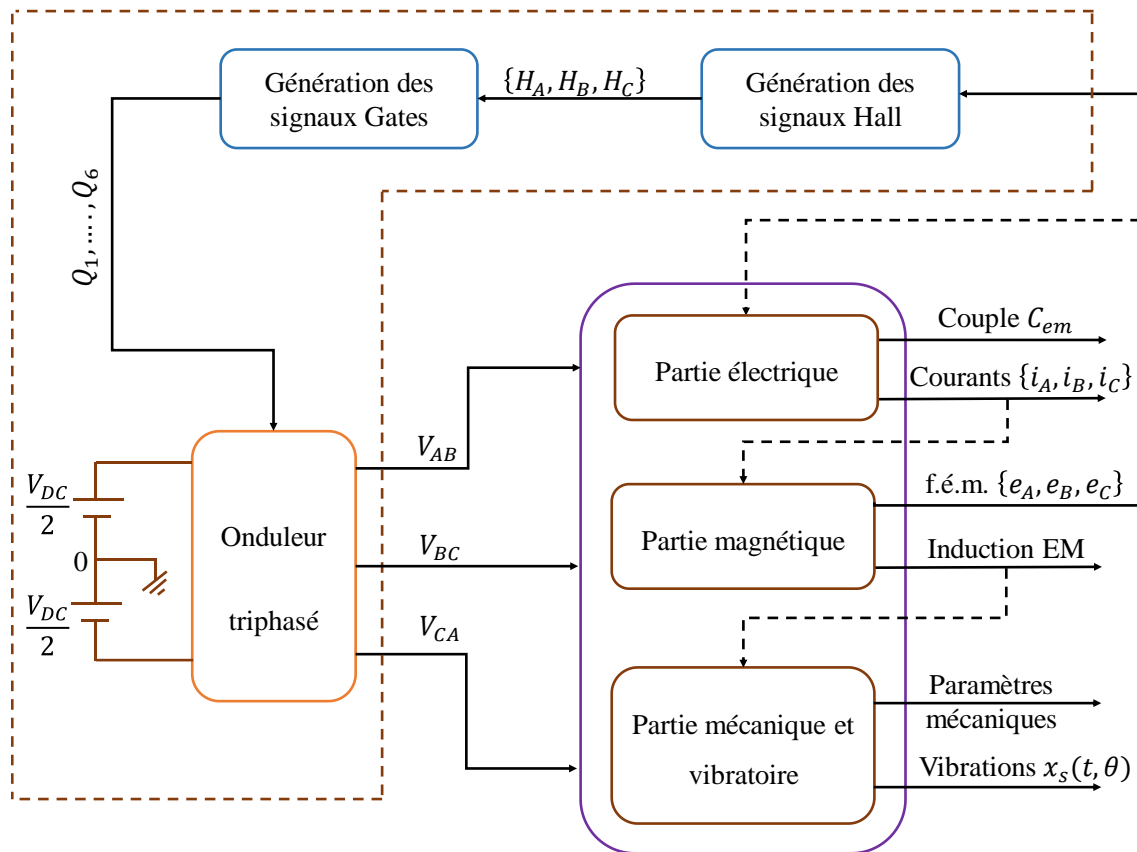 Génération des
signaux Gates
{H_A, H_B, H_C}
Génération des
signaux Hall
Q_1, …., Q_6
Couple C_em
Partie électrique
Courants {i_A, i_B, i_C}
V_AB
V_DC
2
f.é.m. {e_A, e_B, e_C}
Onduleur
triphasé
Partie magnétique
V_BC
0
Induction EM
V_DC
2
V_CA
Partie mécanique et
vibratoire
Paramètres
mécaniques
Vibrations x_s(t, θ)